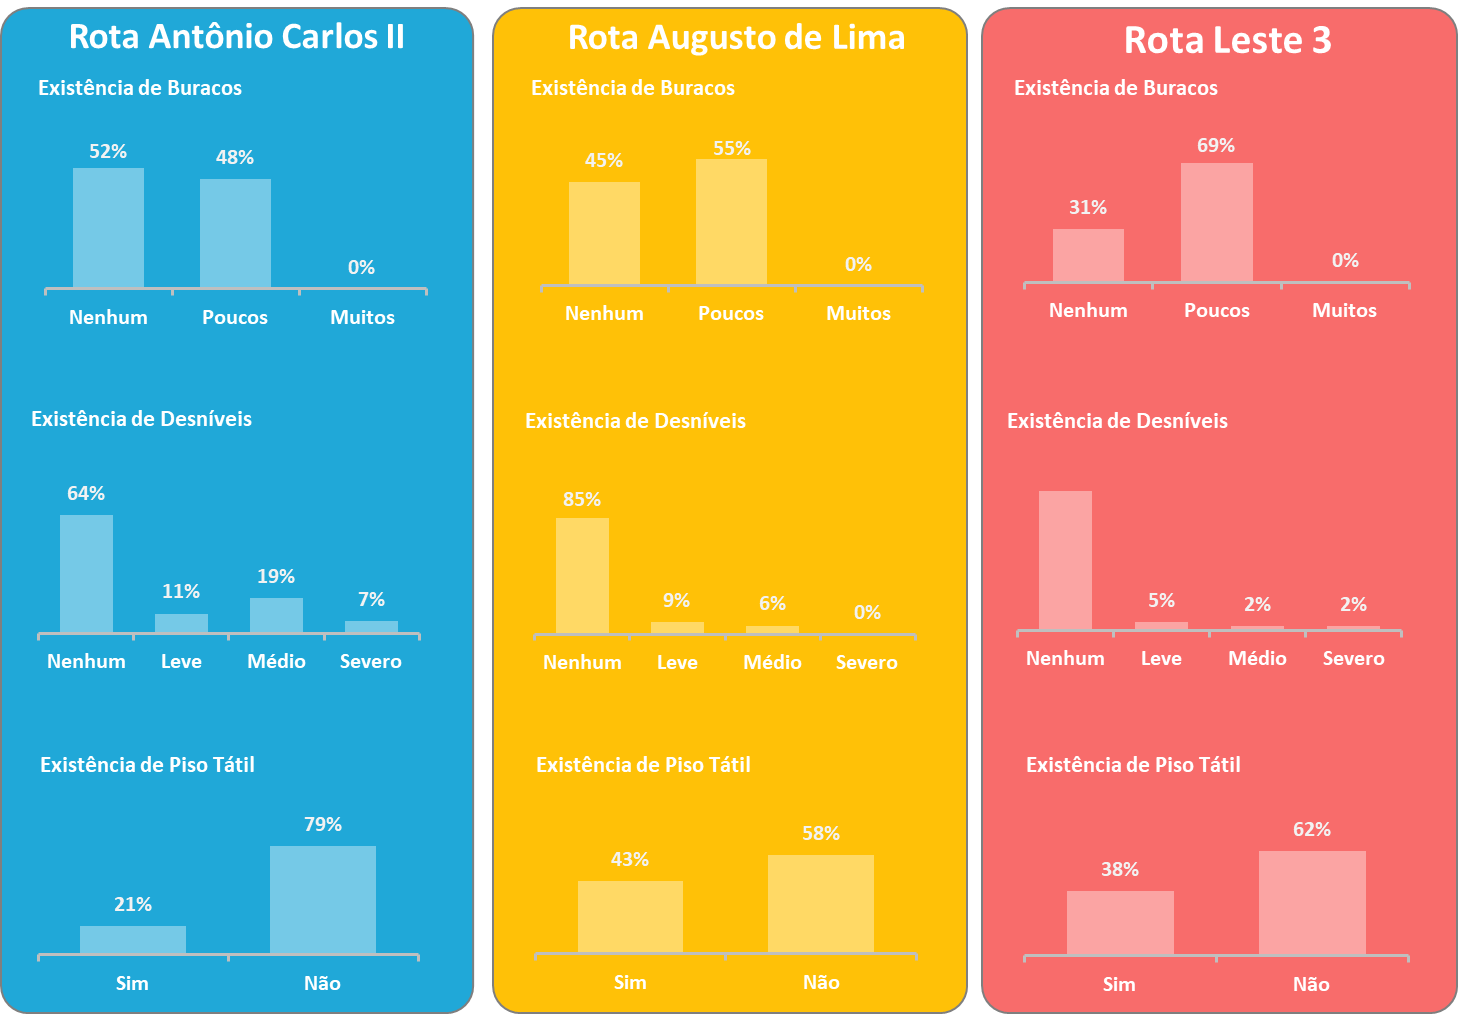 Rota Antônio Carlos II
Existência de Buracos
52%
48%
0%
Nenhum Poucos Muitos
Existência de Desníveis
64%
11%
19%
7%
Nenhum Leve Médio Severo
Existência de Piso Tátil
21%
79%
Sim Não
Rota Augusto de Lima
Existência de Buracos
45%
55%
0%
Nenhum Poucos Muitos
Existência de Desníveis
85%
9%
6%
0%
Nenhum Leve Médio Severo
Existência de Piso Tátil
43%
58%
Sim Não
Rota Leste 3
Existência de Buracos
31%
69%
0%
Nenhum Poucos Muitos
Existência de Desníveis
5%
2%
2%
Nenhum Leve Médio Severo
Existência de Piso Tátil
38%
62%
Sim Não